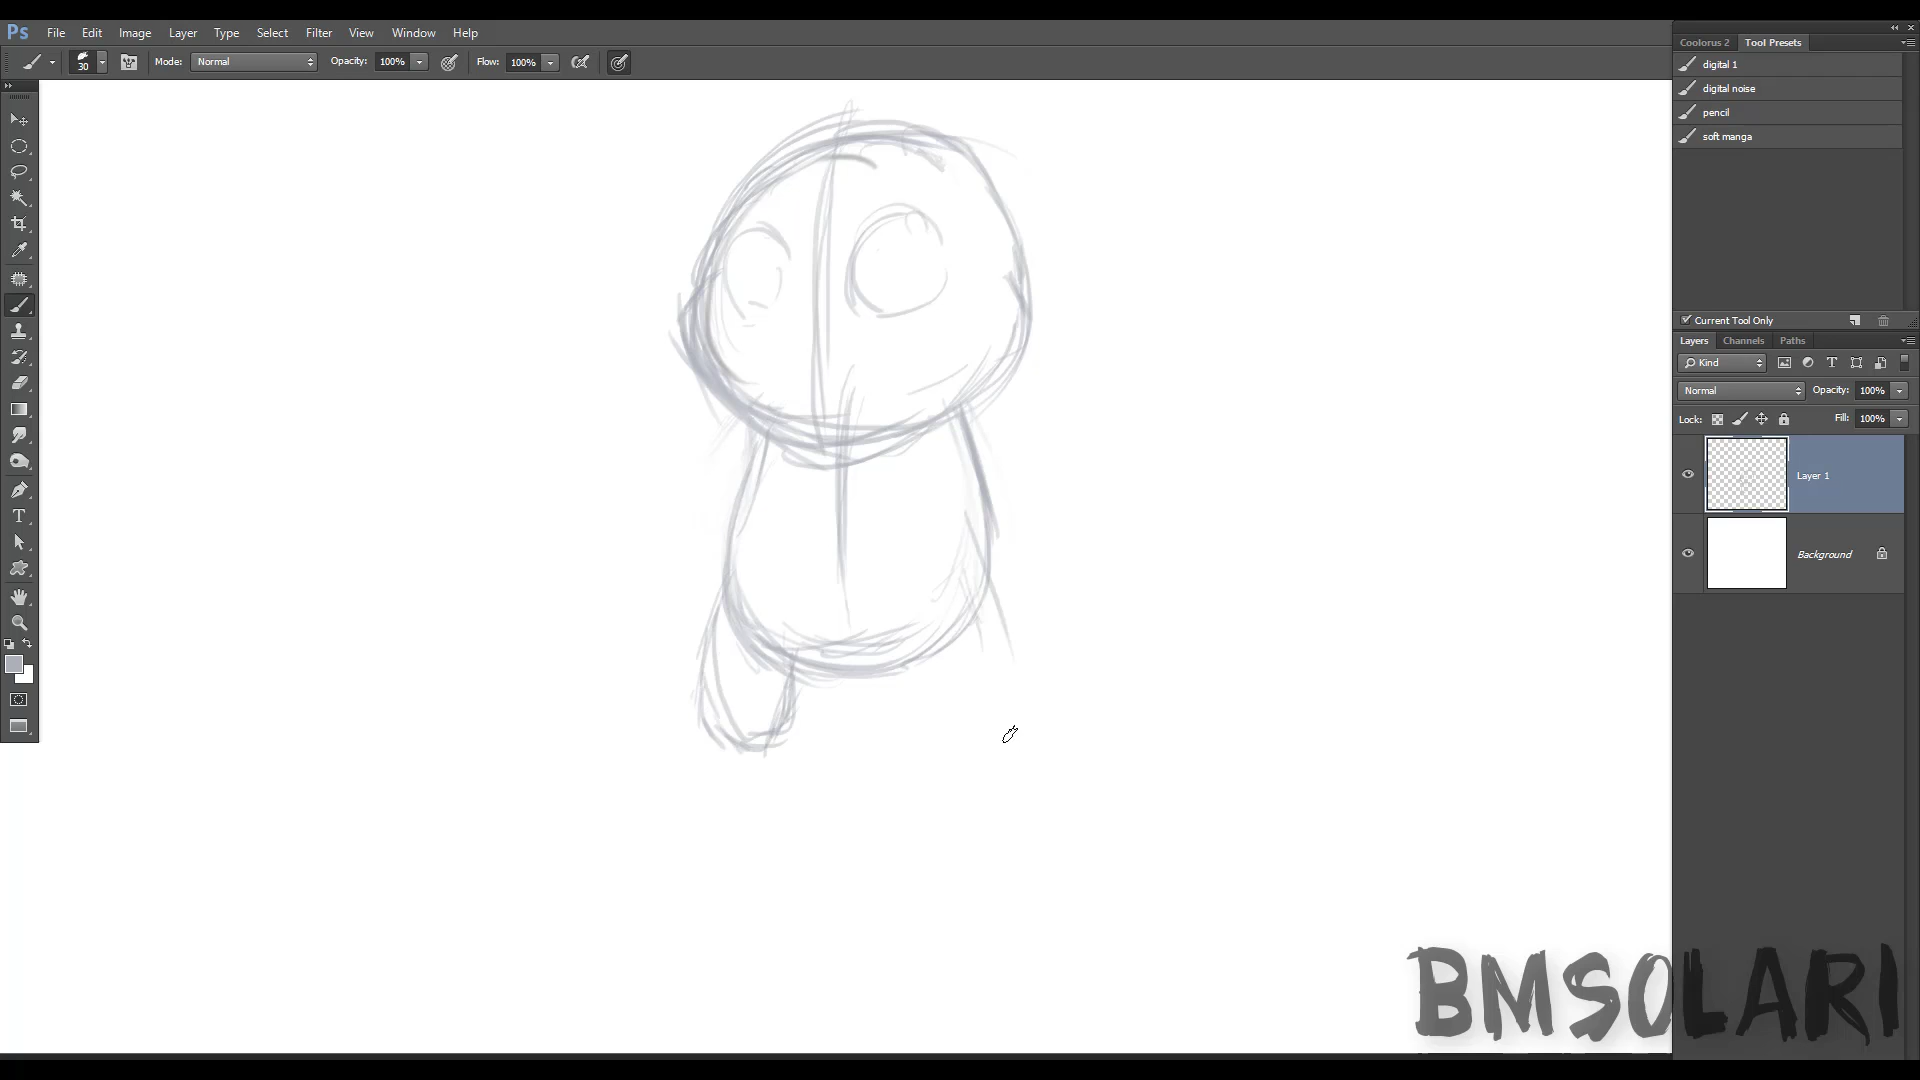 Ps File Edit Image Layer Type Select Filter View Window Help
30 Mode: Normal Opacity: 100% Flow: 100%
Coolorus 2 Tool Presets
digital 1
digital noise
pencil
soft manga
Current Tool Only
Layers Channels Paths
Kind T
Normal Opacity: 100%
Lock: Fill: 100%
Layer 1
Background
T
BMSOLARI